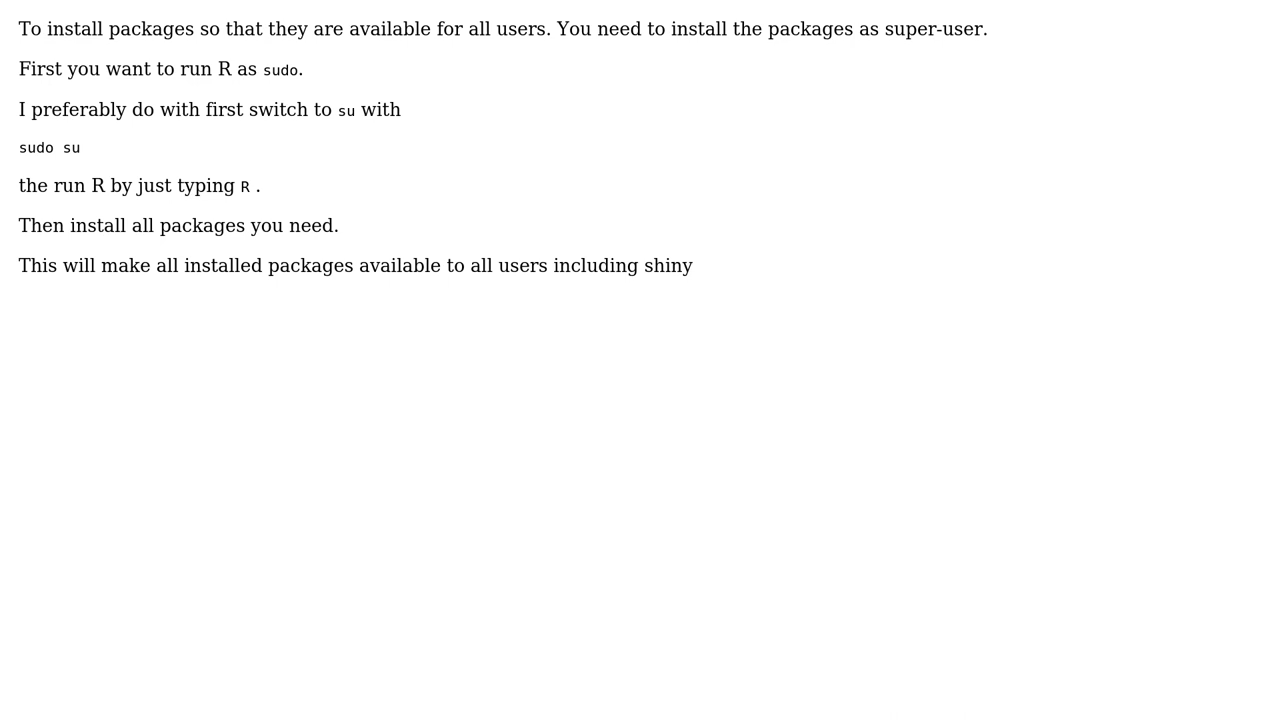 To install packages so that they are available for all users. You need to install the packages as super-user.
First you want to run R as sudo.
I preferably do with first switch to su with
sudo su
the run R by just typing R .
Then install all packages you need.
This will make all installed packages available to all users including shiny